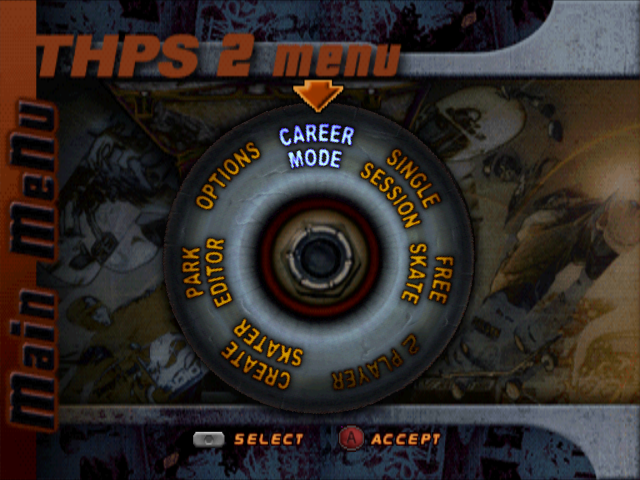 THPS 2 menu
Main Menu
CAREER
MODE
SINGLE
SESSION
FREE
SKATE
2 PLAYER
CREATE
SKATER
PARK
EDITOR
OPTIONS
SELECT
A ACCEPT